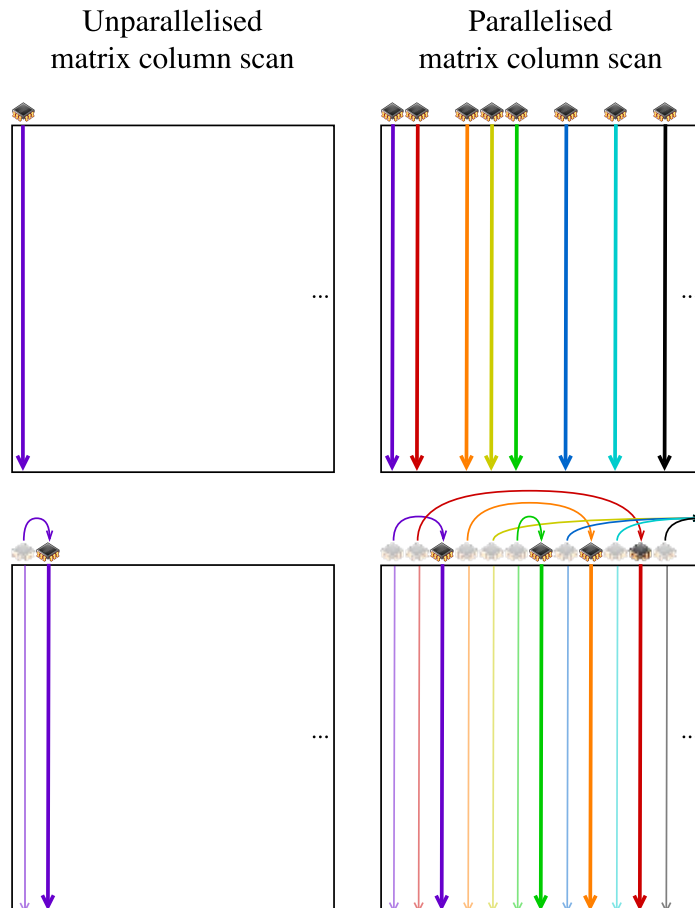 Unparallelised
matrix column scan
Parallelised
matrix column scan
...
..
...
..